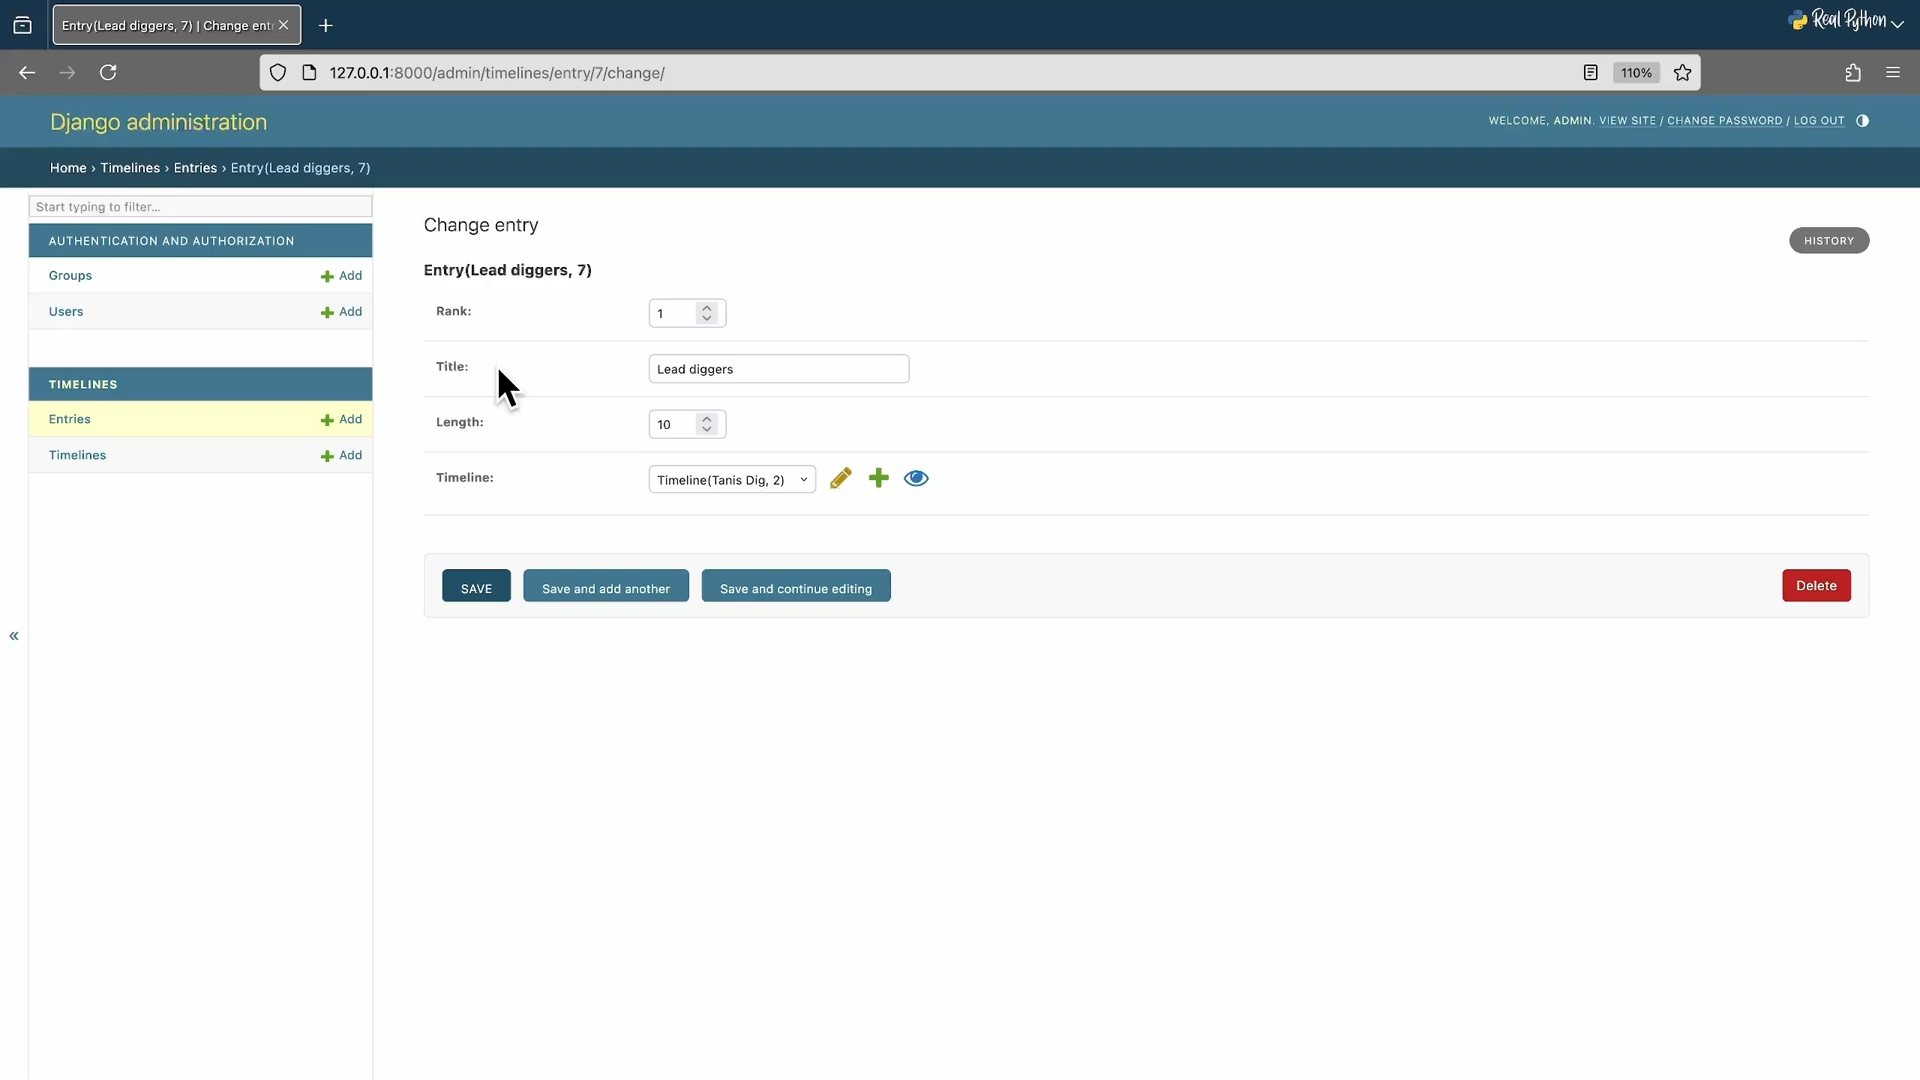 Entry(Lead diggers, 7) | Change ent
Real Python
127.0.0.1:8000/admin/timelines/entry/7/change/
110%
Django administration
WELCOME, ADMIN. VIEW SITE / CHANGE PASSWORD / LOG OUT
Home › Timelines › Entries › Entry(Lead diggers, 7)
Start typing to filter...
AUTHENTICATION AND AUTHORIZATION
Groups Add
Users Add
TIMELINES
Entries Add
Timelines Add
«
Change entry
HISTORY
Entry(Lead diggers, 7)
Rank: 1
Title: Lead diggers
Length: 10
Timeline: Timeline(Tanis Dig, 2)
SAVE Save and add another Save and continue editing Delete